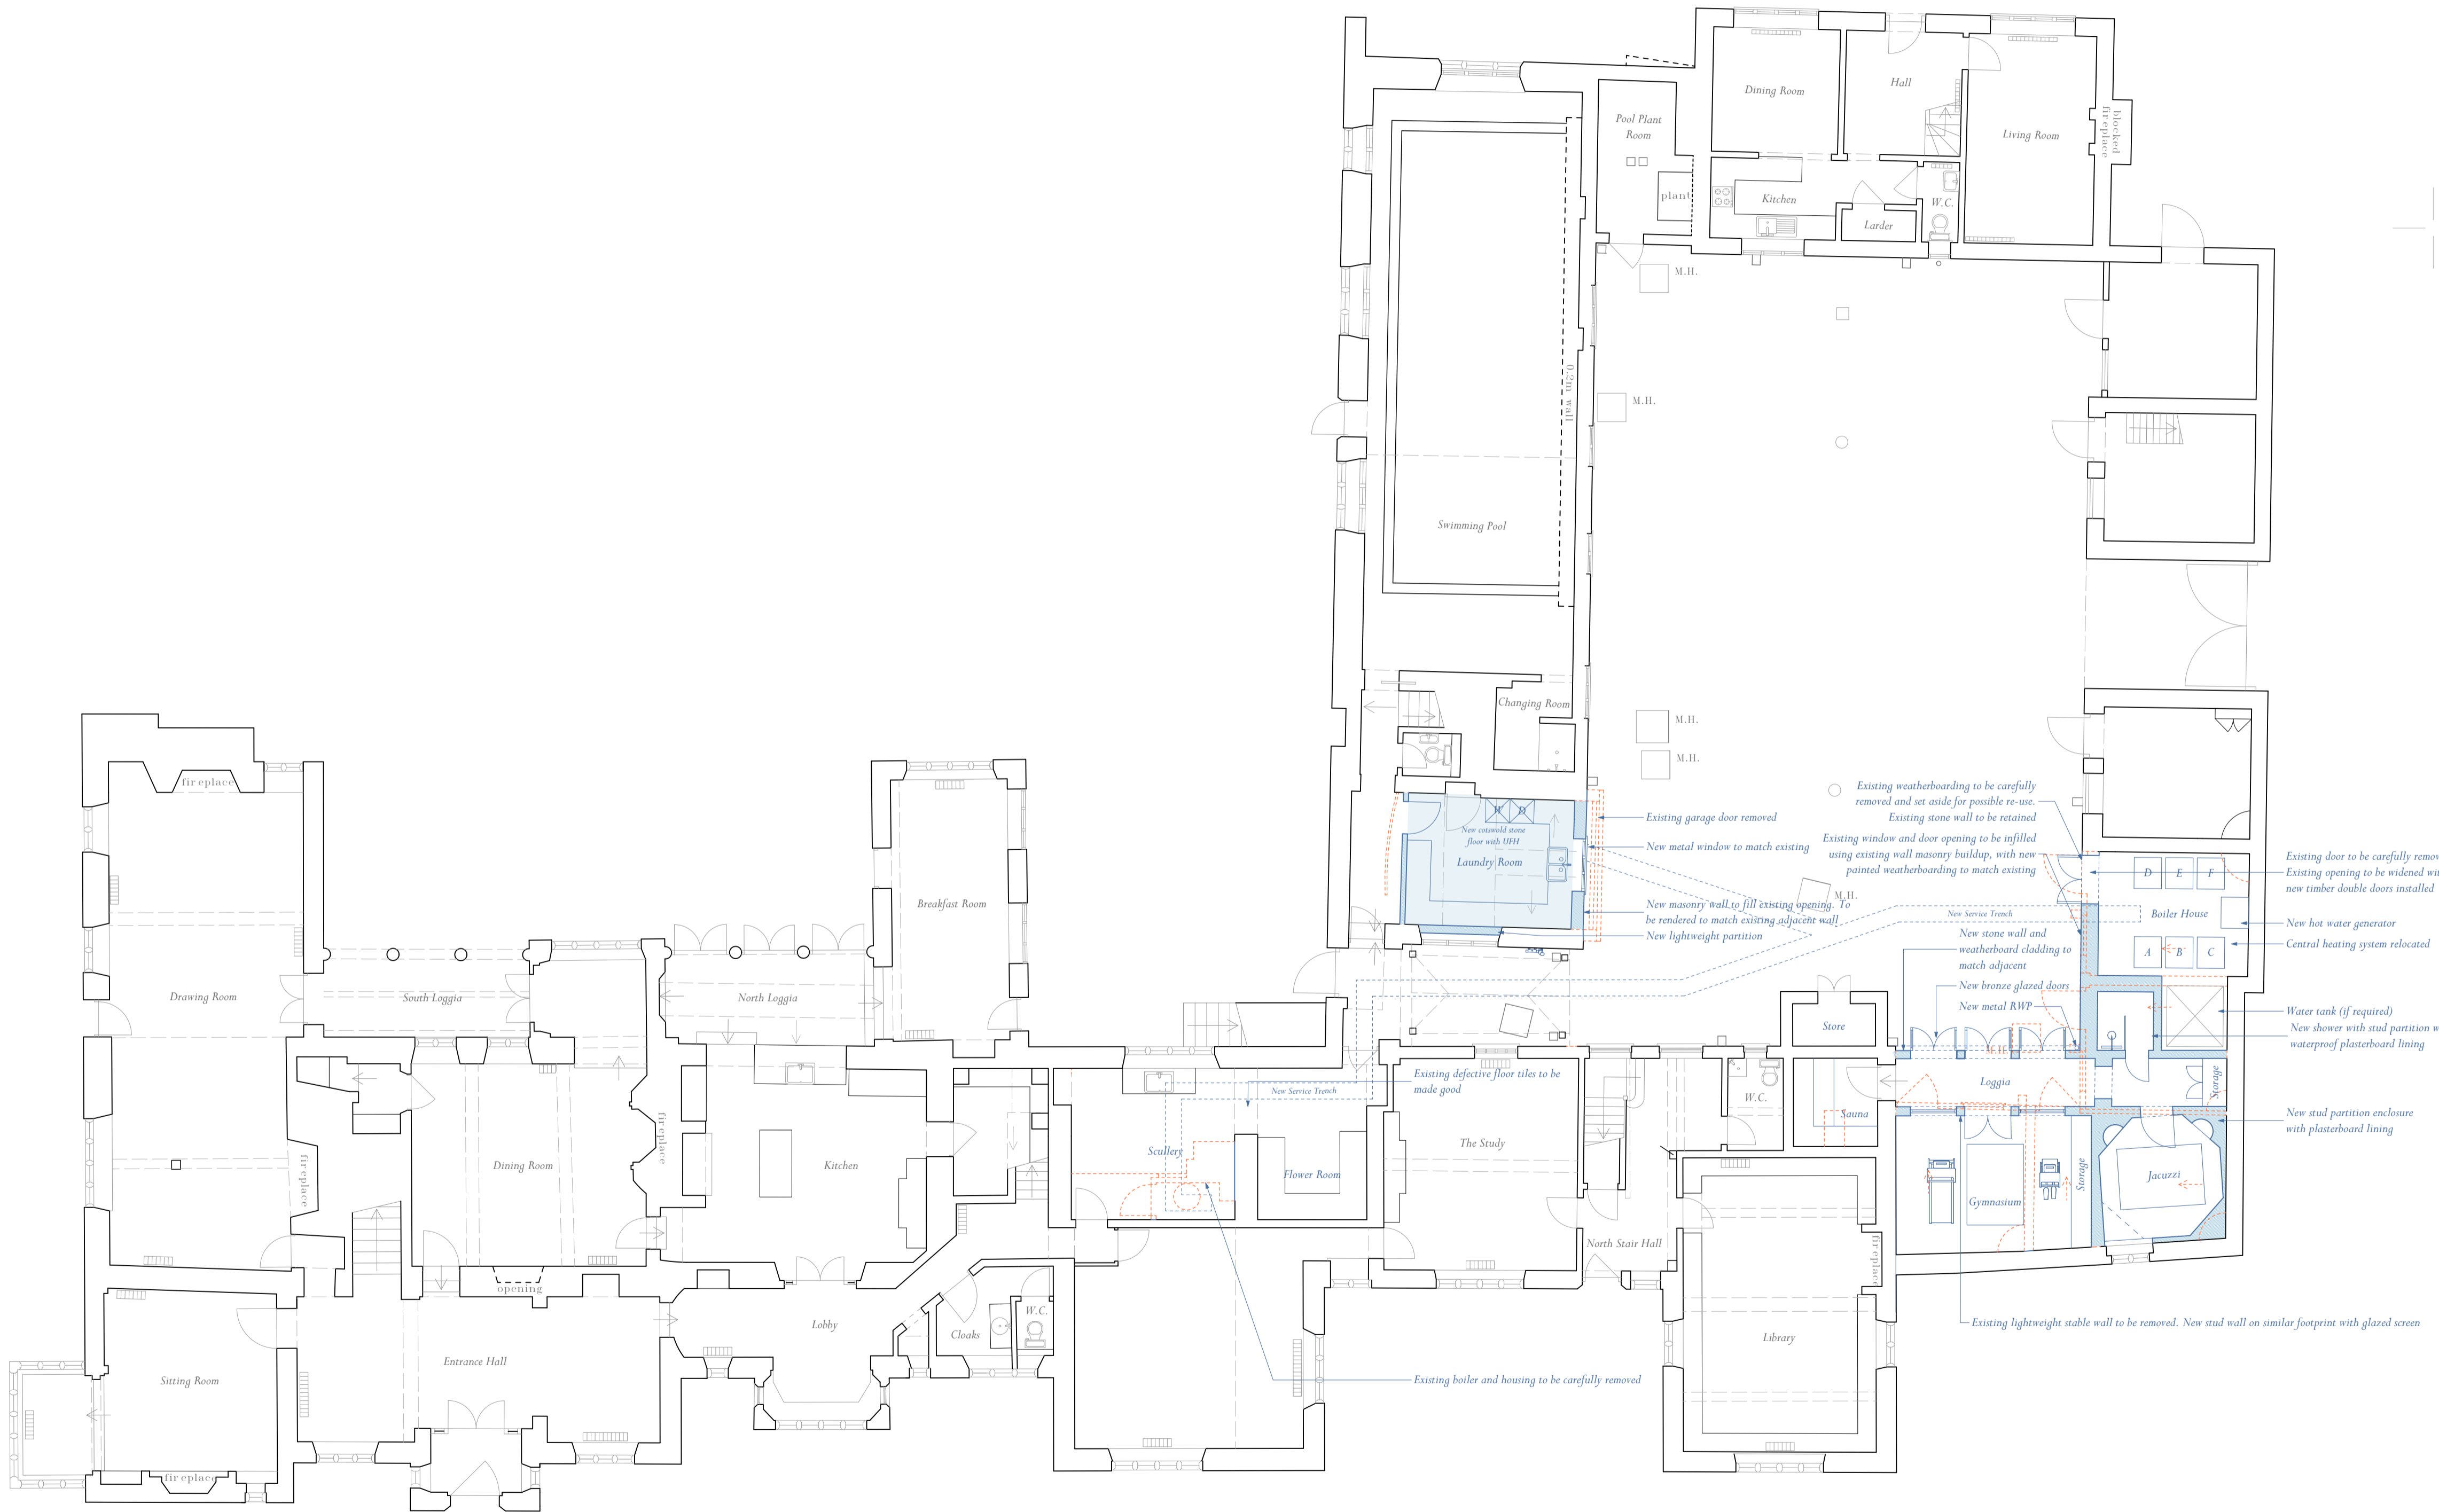 Dining Room
Hall
Living Room
blocked
fireplace
Pool Plant
Room
plant
Kitchen
Larder
W.C.
M.H.
M.H.
0.2m wall
Swimming Pool
Changing Room
M.H.
M.H.
W
D
New cotswold stone
floor with UFH
Laundry Room
Existing garage door removed
New metal window to match existing
M.H.
New masonry wall to fill existing opening. To
be rendered to match existing adjacent wall
New lightweight partition
Existing weatherboarding to be carefully
removed and set aside for possible re-use.
Existing stone wall to be retained
Existing window and door opening to be infilled
using existing wall masonry buildup, with new
painted weatherboarding to match existing
New Service Trench
New stone wall and
weatherboard cladding to
match adjacent
New bronze glazed doors
New metal RWP
D
E
F
Boiler House
A
B
C
Existing door to be carefully
Existing opening to be widened
new timber double doors installed
New hot water generator
Central heating system relocated
Water tank (if required)
New shower with stud partition
waterproof plasterboard lining
New stud partition enclosure
with plasterboard lining
Store
Loggia
Storage
Sauna
Gymnasium
Storage
Jacuzzi
Existing lightweight stable wall to be removed. New stud wall on similar footprint with glazed screen
fireplace
Drawing Room
South Loggia
North Loggia
Breakfast Room
fireplace
Dining Room
fireplace
Kitchen
Scullery
New Service Trench
Flower Room
Existing defective floor tiles to be
made good
The Study
W.C.
North Stair Hall
fireplace
Library
opening
Lobby
Cloaks
W.C.
Entrance Hall
Sitting Room
fireplace
Existing boiler and housing to be carefully removed